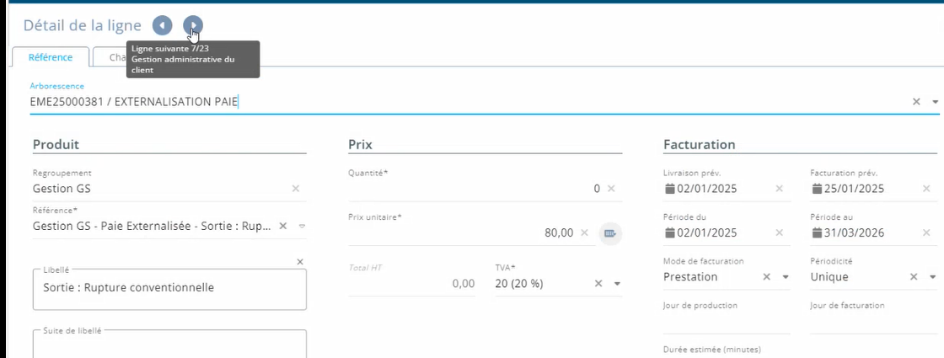 Détail de la ligne
Ligne suivante 7/23
Gestion administrative du
client
Référence
Arborescence
EME25000381 / EXTERNALISATION PAIE
Produit
Prix
Facturation
Regroupement
Gestion GS
Quantité*
0
Livraison prév.
02/01/2025
Facturation prév.
25/01/2025
Référence*
Gestion GS - Paie Externalisée - Sortie : Rup...
Prix unitaire*
80,00
Période du
02/01/2025
Période au
31/03/2026
Libellé
Sortie : Rupture conventionnelle
Total HT
0,00
TVA*
20 (20 %)
Mode de facturation
Prestation
Périodicité
Unique
Jour de production
Jour de facturation
Suite de libellé
Durée estimée (minutes)